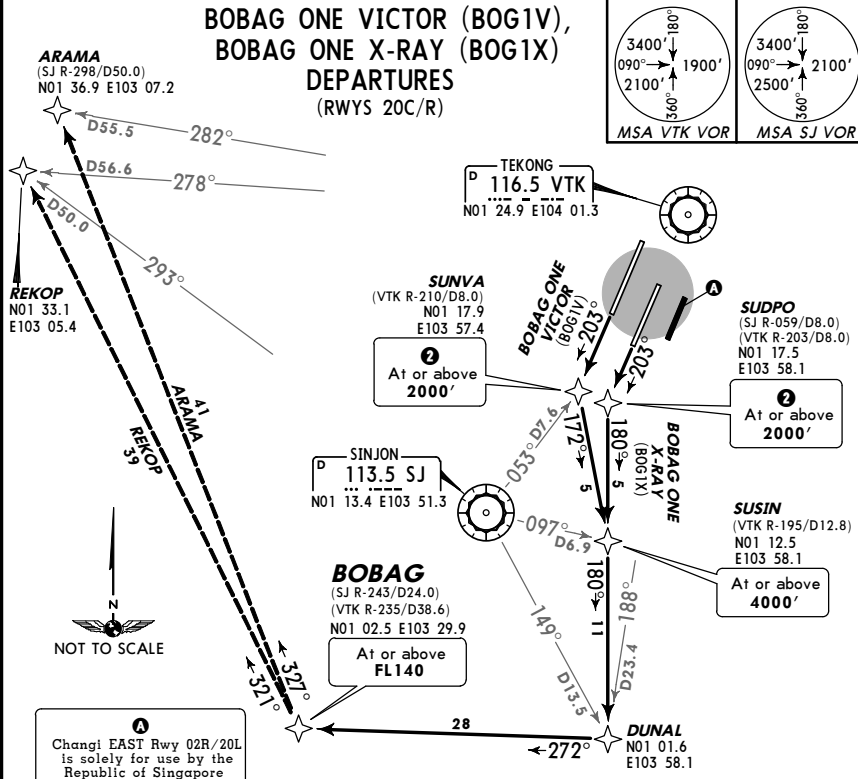 BOBAG ONE VICTOR (BOG1V),
BOBAG ONE X-RAY (BOG1X)
DEPARTURES
(RWYS 20C/R)
3400'
180°
090°
1900'
2100'
360°
MSA VTK VOR
3400'
180°
090°
2100'
2500'
360°
MSA SJ VOR
ARAMA
(SJ R-298/D50.0)
N01 36.9 E103 07.2
D55.5
282°
D56.6
278°
D50.0
293°
REKOP
N01 33.1
E103 05.4
TEKONG
D 116.5 VTK
N01 24.9 E104 01.3
A
SUNVA
(VTK R-210/D8.0)
N01 17.9
E103 57.4
2
At or above
2000'
BOBAG ONE
VICTOR
(BOG1V)
203°
203°
SUDPO
(SJ R-059/D8.0)
(VTK R-203/D8.0)
N01 17.5
E103 58.1
2
At or above
2000'
41
ARAMA
REKOP
39
053°
D7.6
172°
5
180°
5
BOBAG ONE
X-RAY
(BOG1X)
SINJON
D 113.5 SJ
N01 13.4 E103 51.3
097°
D6.9
SUSIN
(VTK R-195/D12.8)
N01 12.5
E103 58.1
At or above
4000'
180°
11
188°
D23.4
149°
D13.5
BOBAG
(SJ R-243/D24.0)
(VTK R-235/D38.6)
N01 02.5 E103 29.9
At or above
FL140
N
NOT TO SCALE
321°
327°
28
272°
DUNAL
N01 01.6
E103 58.1
A
Changi EAST Rwy 02R/20L
is solely for use by the
Republic of Singapore